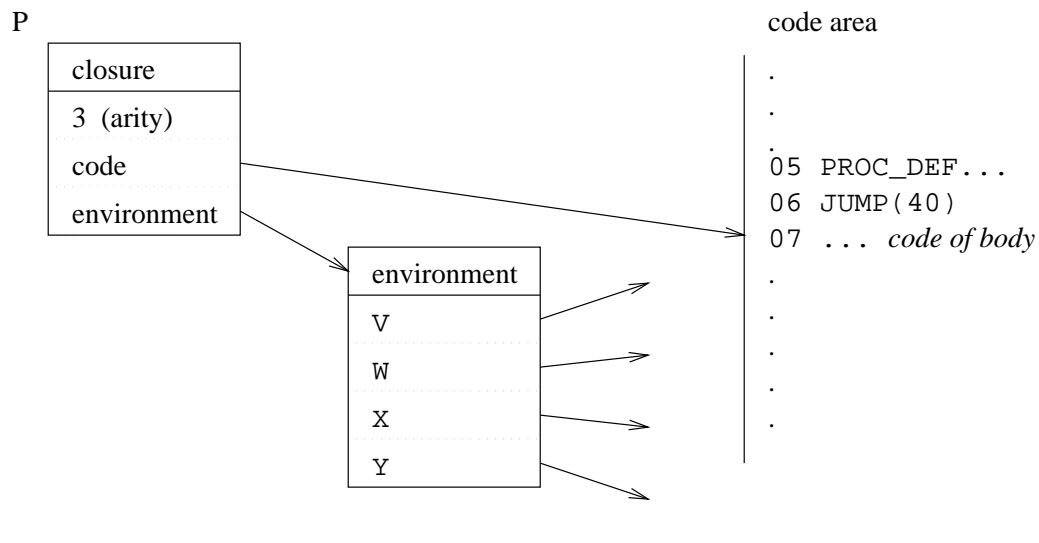 P
closure
3 (arity)
code
environment
environment
V
W
X
Y
code area
.
.
.
05 PROC_DEF...
06 JUMP(40)
07 ... code of body
.
.
.
.
.